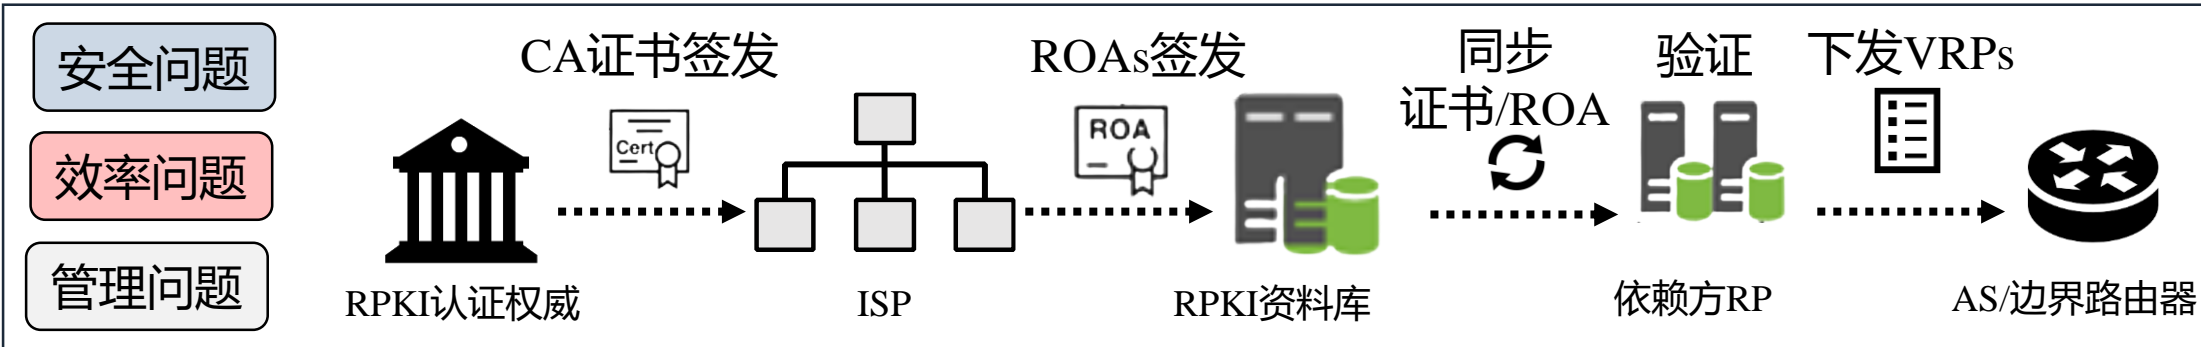 安全问题
效率问题
管理问题
CA证书签发
Cert
RPKI认证权威
ISP
ROAs签发
ROA
RPKI资料库
同步
证书/ROA
验证
依赖方RP
下发VRPs
AS/边界路由器